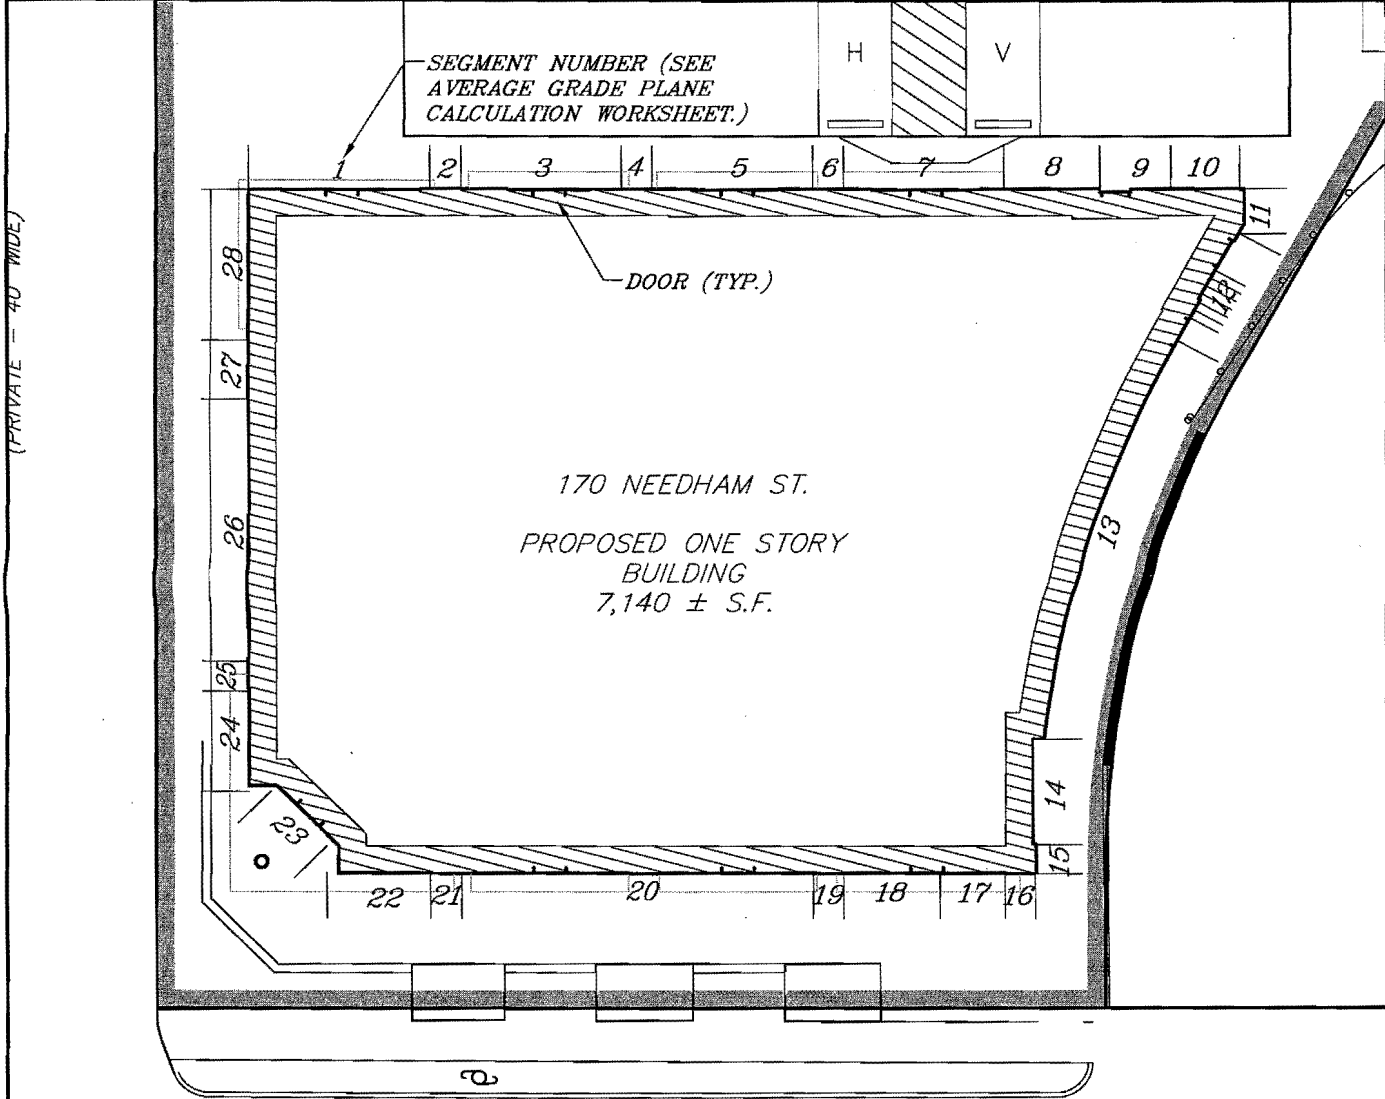 SEGMENT NUMBER (SEE
AVERAGE GRADE PLANE
CALCULATION WORKSHEET.)
H
V
1
2
3
4
5
6
7
8
9
10
11
12
13
14
15
16
17
18
19
20
21
22
23
24
25
26
27
28
DOOR (TYP.)
(PRIVATE - 40' WIDE)
170 NEEDHAM ST.
PROPOSED ONE STORY
BUILDING
7,140 ± S.F.